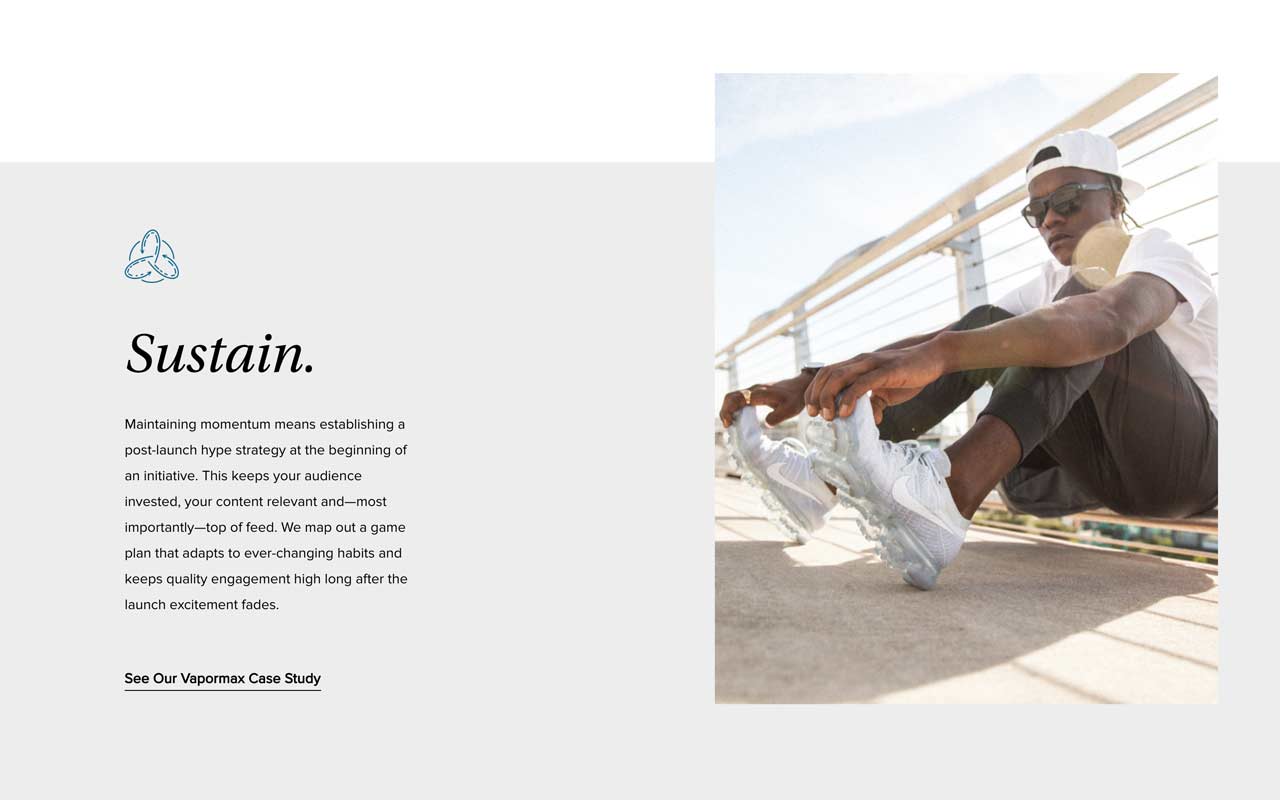 Sustain.
Maintaining momentum means establishing a
post-launch hype strategy at the beginning of
an initiative. This keeps your audience
invested, your content relevant and—most
importantly—top of feed. We map out a game
plan that adapts to ever-changing habits and
keeps quality engagement high long after the
launch excitement fades.
See Our Vapormax Case Study